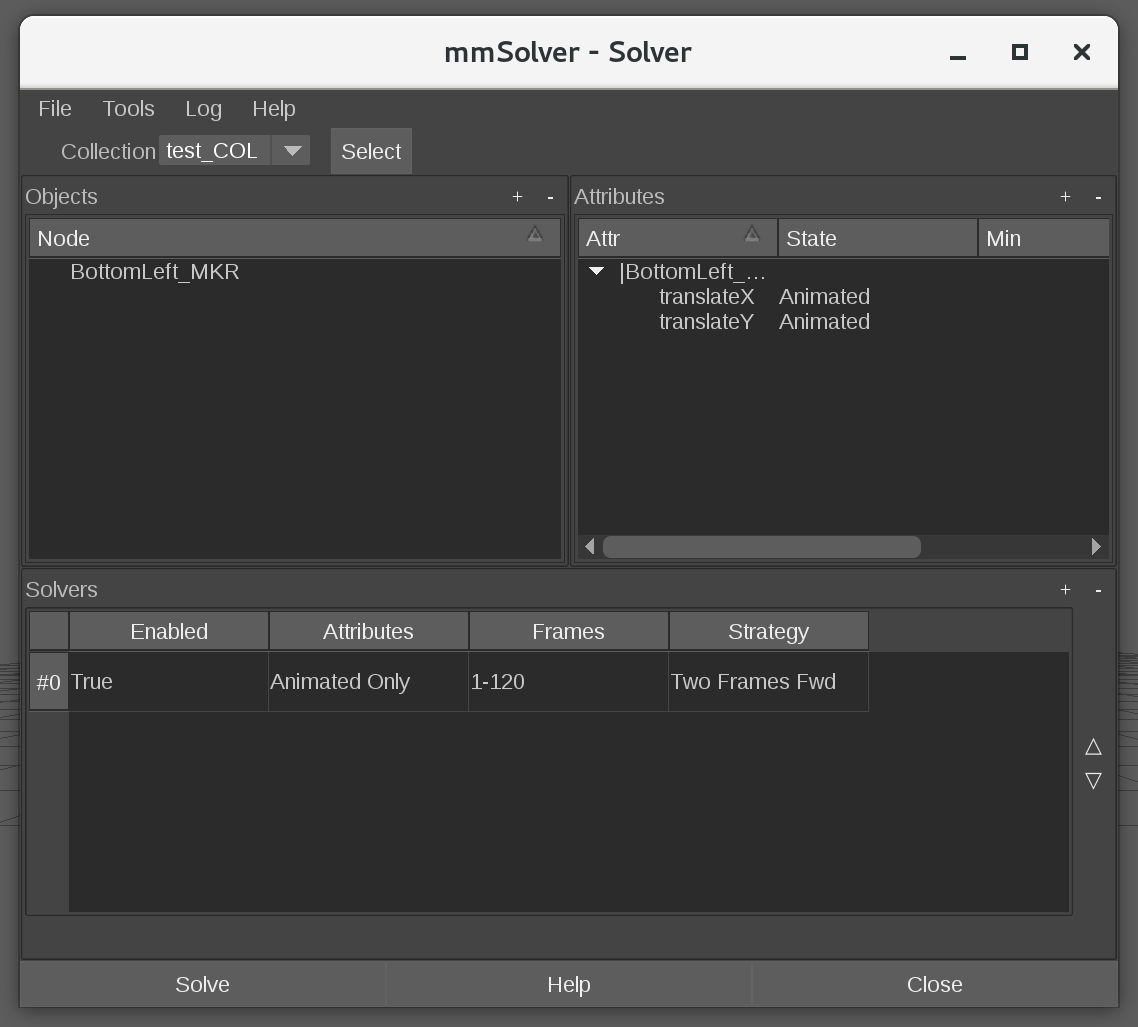 mmSolver - Solver
File Tools Log Help
Collection test_COL Select
Objects + -
Node
BottomLeft_MKR
Attributes + -
Attr State Min
|BottomLeft_...
translateX Animated
translateY Animated
Solvers + -
Enabled Attributes Frames Strategy
#0 True Animated Only 1-120 Two Frames Fwd
Solve Help Close